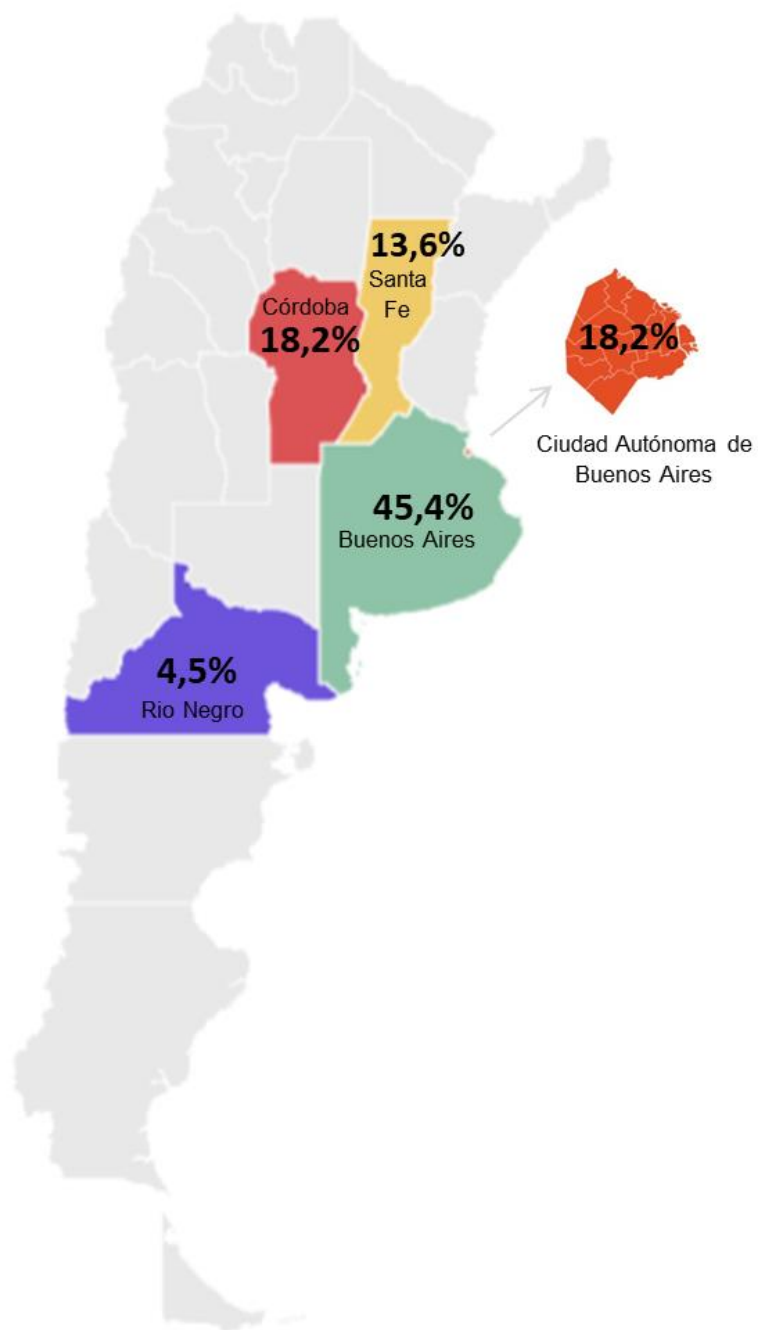 13,6%
Santa
Fe
Córdoba
18,2%
18,2%
Ciudad Autónoma de
Buenos Aires
45,4%
Buenos Aires
4,5%
Rio Negro